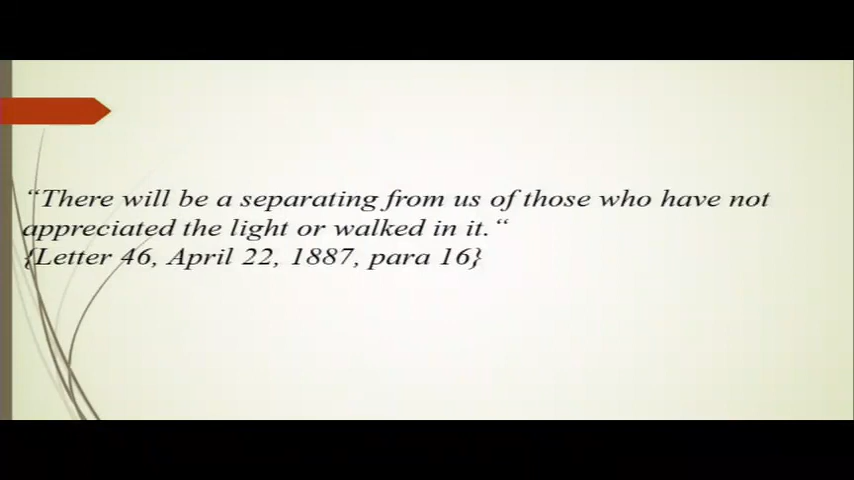 “There will be a separating from us of those who have not
appreciated the light or walked in it.“
{Letter 46, April 22, 1887, para 16}